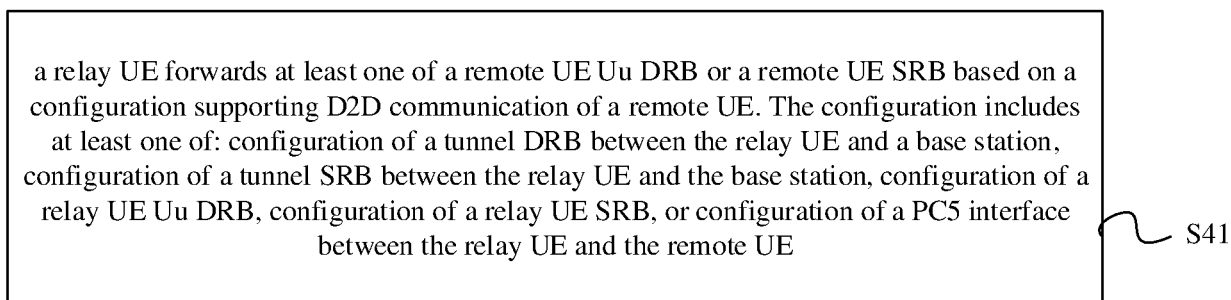 a relay UE forwards at least one of a remote UE Uu DRB or a remote UE SRB based on a
configuration supporting D2D communication of a remote UE. The configuration includes
at least one of: configuration of a tunnel DRB between the relay UE and a base station,
configuration of a tunnel SRB between the relay UE and the base station, configuration of a
relay UE Uu DRB, configuration of a relay UE SRB, or configuration of a PC5 interface
between the relay UE and the remote UE
S41